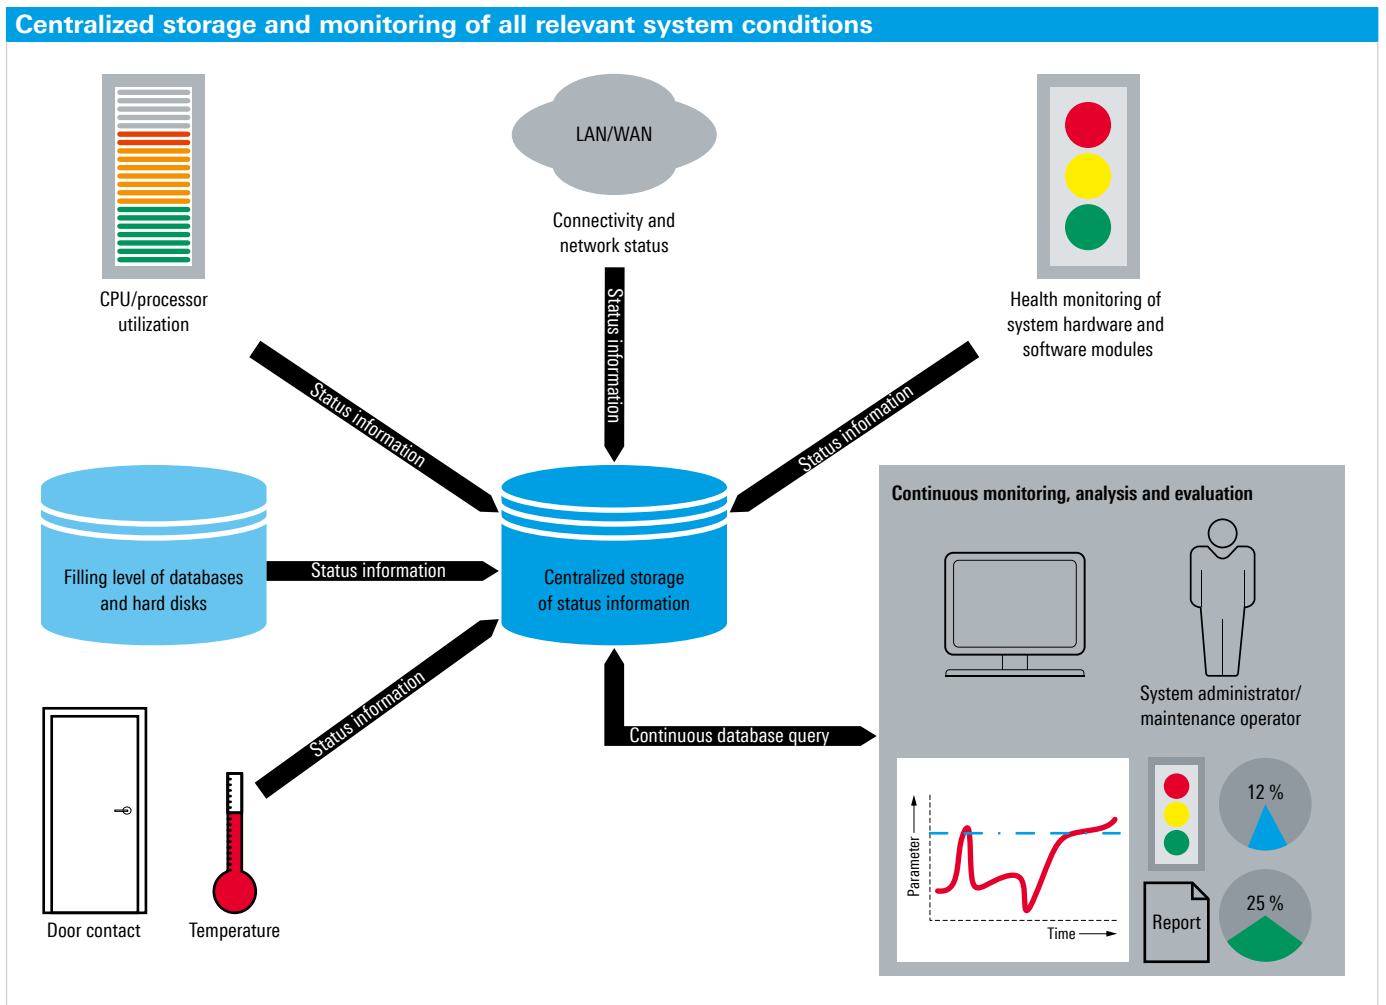 Centralized storage and monitoring of all relevant system conditions
LAN/WAN
Connectivity and
network status
CPU/processor
utilization
Health monitoring of
system hardware and
software modules
Status information
Status information
Status information
Filling level of databases
and hard disks
Status information
Centralized storage
of status information
Status information
Continuous database query
Door contact
Temperature
Continuous monitoring, analysis and evaluation
System administrator/
maintenance operator
Parameter
Time
12 %
Report
25 %